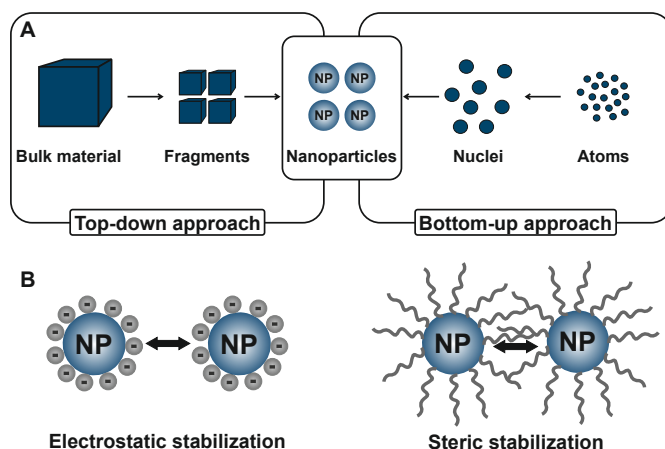 A
NP NP
NP NP
Bulk material Fragments Nanoparticles Nuclei Atoms
Top-down approach Bottom-up approach
B
NP NP NP NP
Electrostatic stabilization Steric stabilization